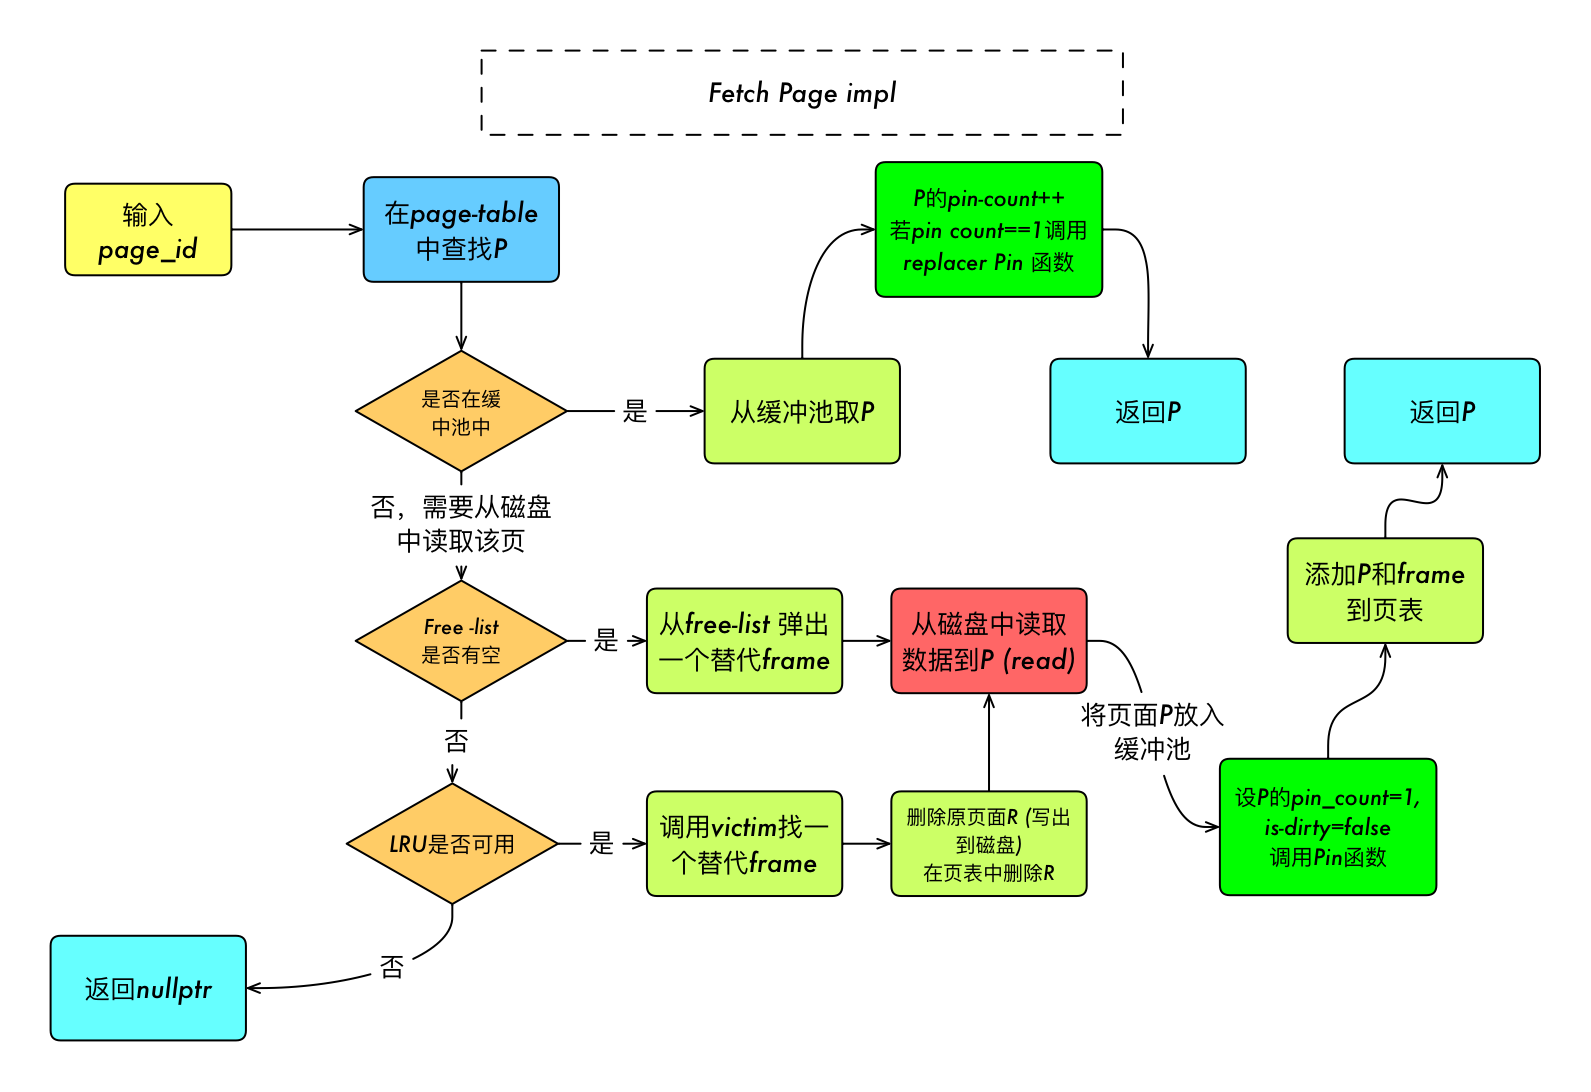 Fetch Page impl
输入
page_id
在page-table
中查找P
P的pin-count++
若pin count==1调用
replacer Pin 函数
是否在缓
中池中
是
从缓冲池取P
返回P
返回P
否，需要从磁盘
中读取该页
添加P和frame
到页表
Free -list
是否有空
是
从free-list 弹出
一个替代frame
从磁盘中读取
数据到P (read)
将页面P放入
缓冲池
否
设P的pin_count=1,
is-dirty=false
调用Pin函数
LRU是否可用
是
调用victim找一
个替代frame
删除原页面R (写出
到磁盘)
在页表中删除R
否
返回nullptr